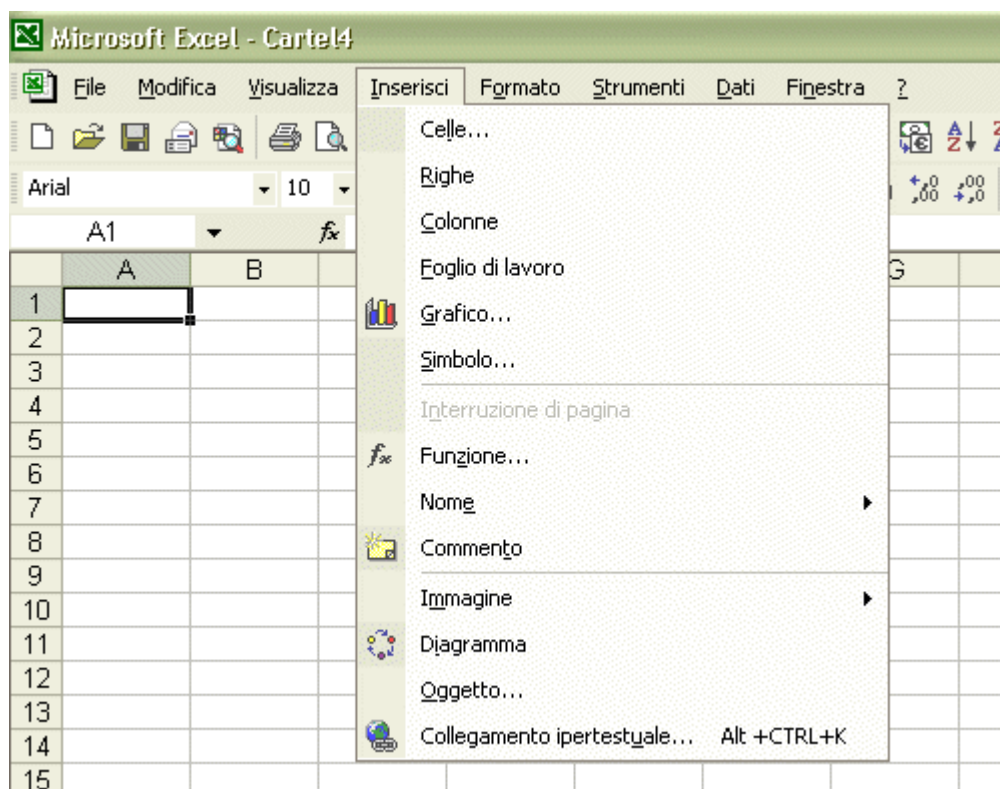 Microsoft Excel - Cartel4
File Modifica Visualizza Inserisci Formato Strumenti Dati Finestra ?
Arial 10
A1 fx
A B G
1
2
3
4
5
6
7
8
9
10
11
12
13
14
15
Celle...
Righe
Colonne
Foglio di lavoro
Grafico...
Simbolo...
Interruzione di pagina
Funzione...
Nome
Commento
Immagine
Diagramma
Oggetto...
Collegamento ipertestuale... Alt +CTRL+K